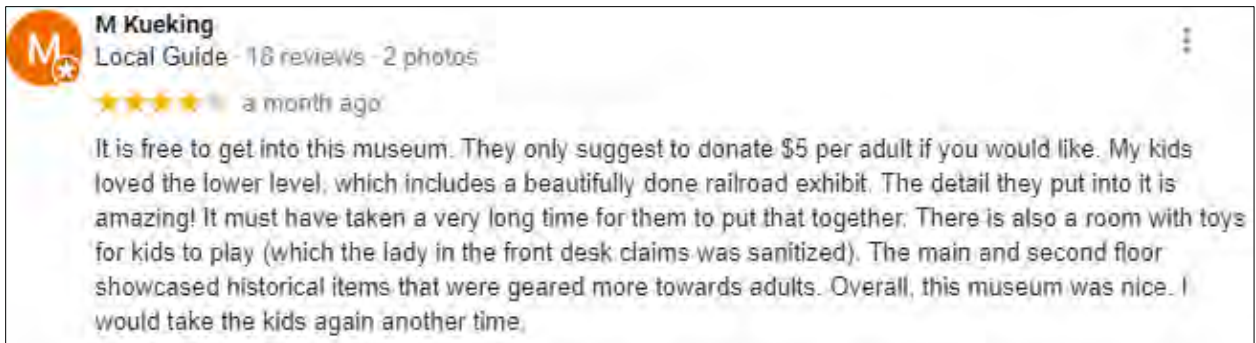 M Kueking
M
Local Guide · 18 reviews · 2 photos
a month ago
It is free to get into this museum. They only suggest to donate $5 per adult if you would like. My kids
loved the lower level, which includes a beautifully done railroad exhibit. The detail they put into it is
amazing! It must have taken a very long time for them to put that together. There is also a room with toys
for kids to play (which the lady in the front desk claims was sanitized). The main and second floor
showcased historical items that were geared more towards adults. Overall, this museum was nice. I
would take the kids again another time.